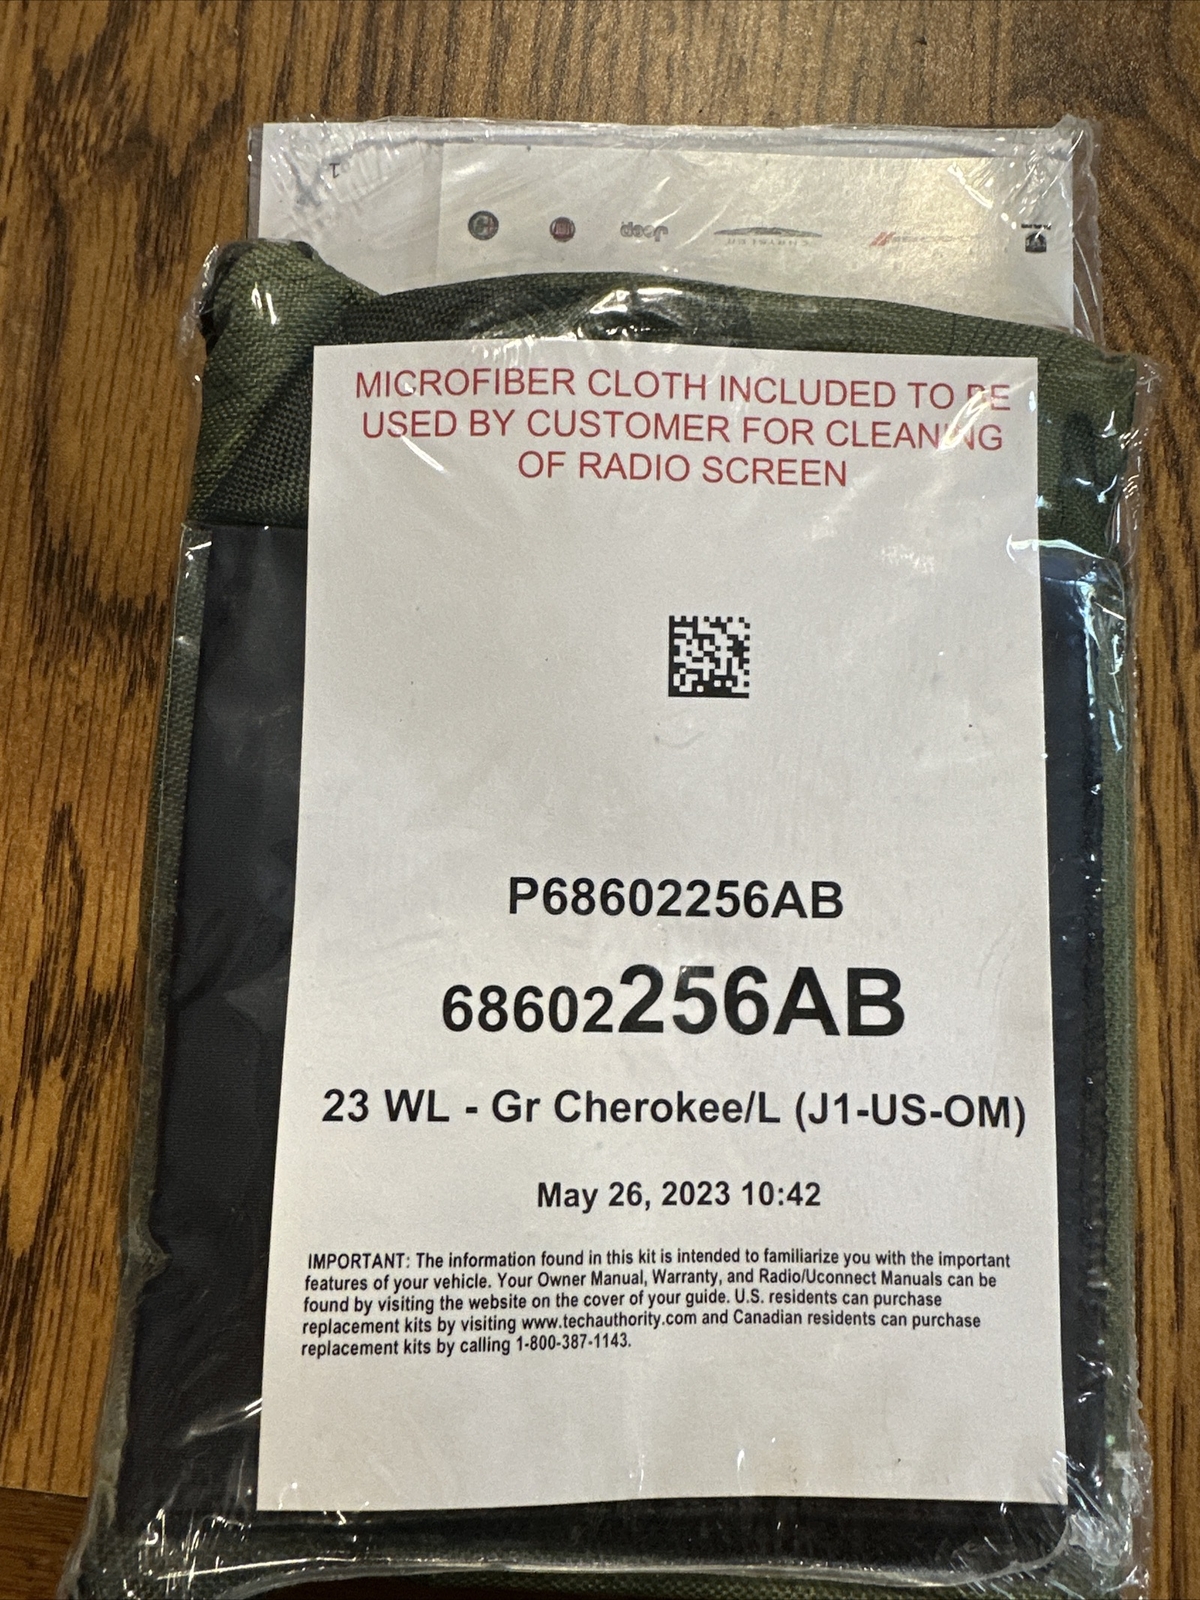 Jeep
CHRYSLER
MICROFIBER CLOTH INCLUDED TO BE
USED BY CUSTOMER FOR CLEANING
OF RADIO SCREEN
P68602256AB
68602256AB
23 WL - Gr Cherokee/L (J1-US-OM)
May 26, 2023 10:42
IMPORTANT: The information found in this kit is intended to familiarize you with the important
features of your vehicle. Your Owner Manual, Warranty, and Radio/Uconnect Manuals can be
found by visiting the website on the cover of your guide. U.S. residents can purchase
replacement kits by visiting www.techauthority.com and Canadian residents can purchase
replacement kits by calling 1-800-387-1143.